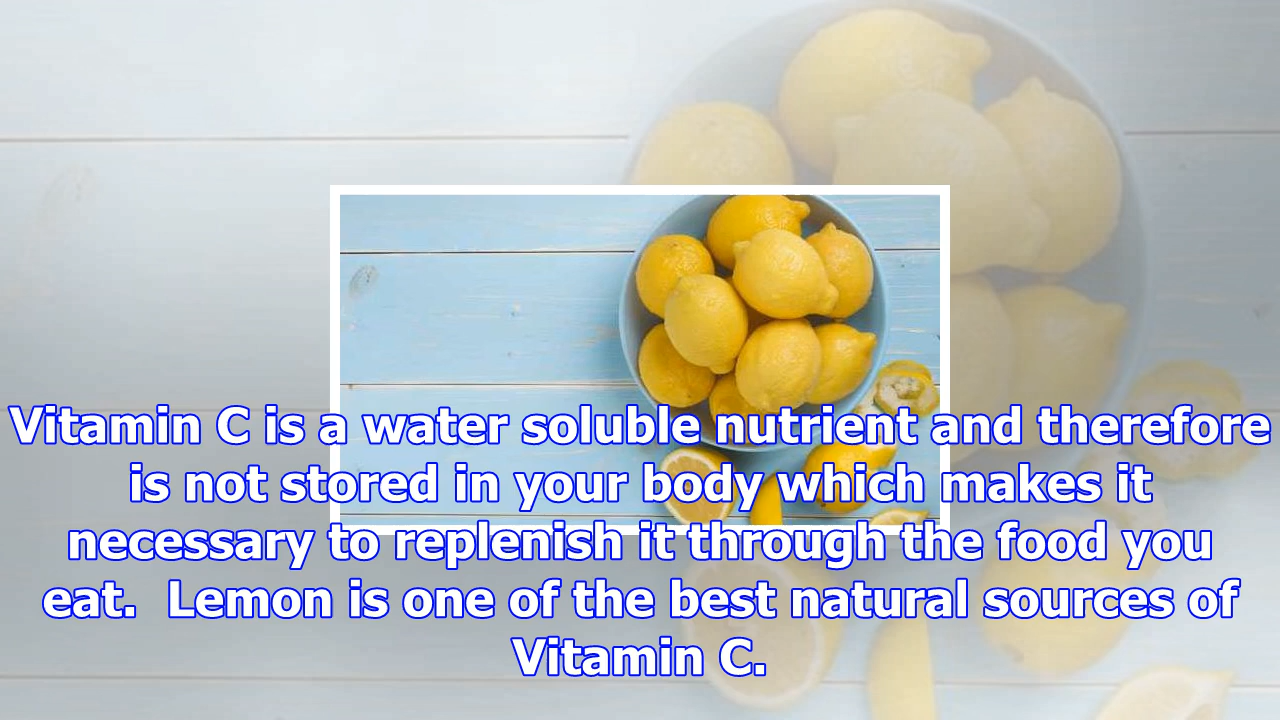 Vitamin C is a water soluble nutrient and therefore
is not stored in your body which makes it
necessary to replenish it through the food you
eat.  Lemon is one of the best natural sources of
Vitamin C.